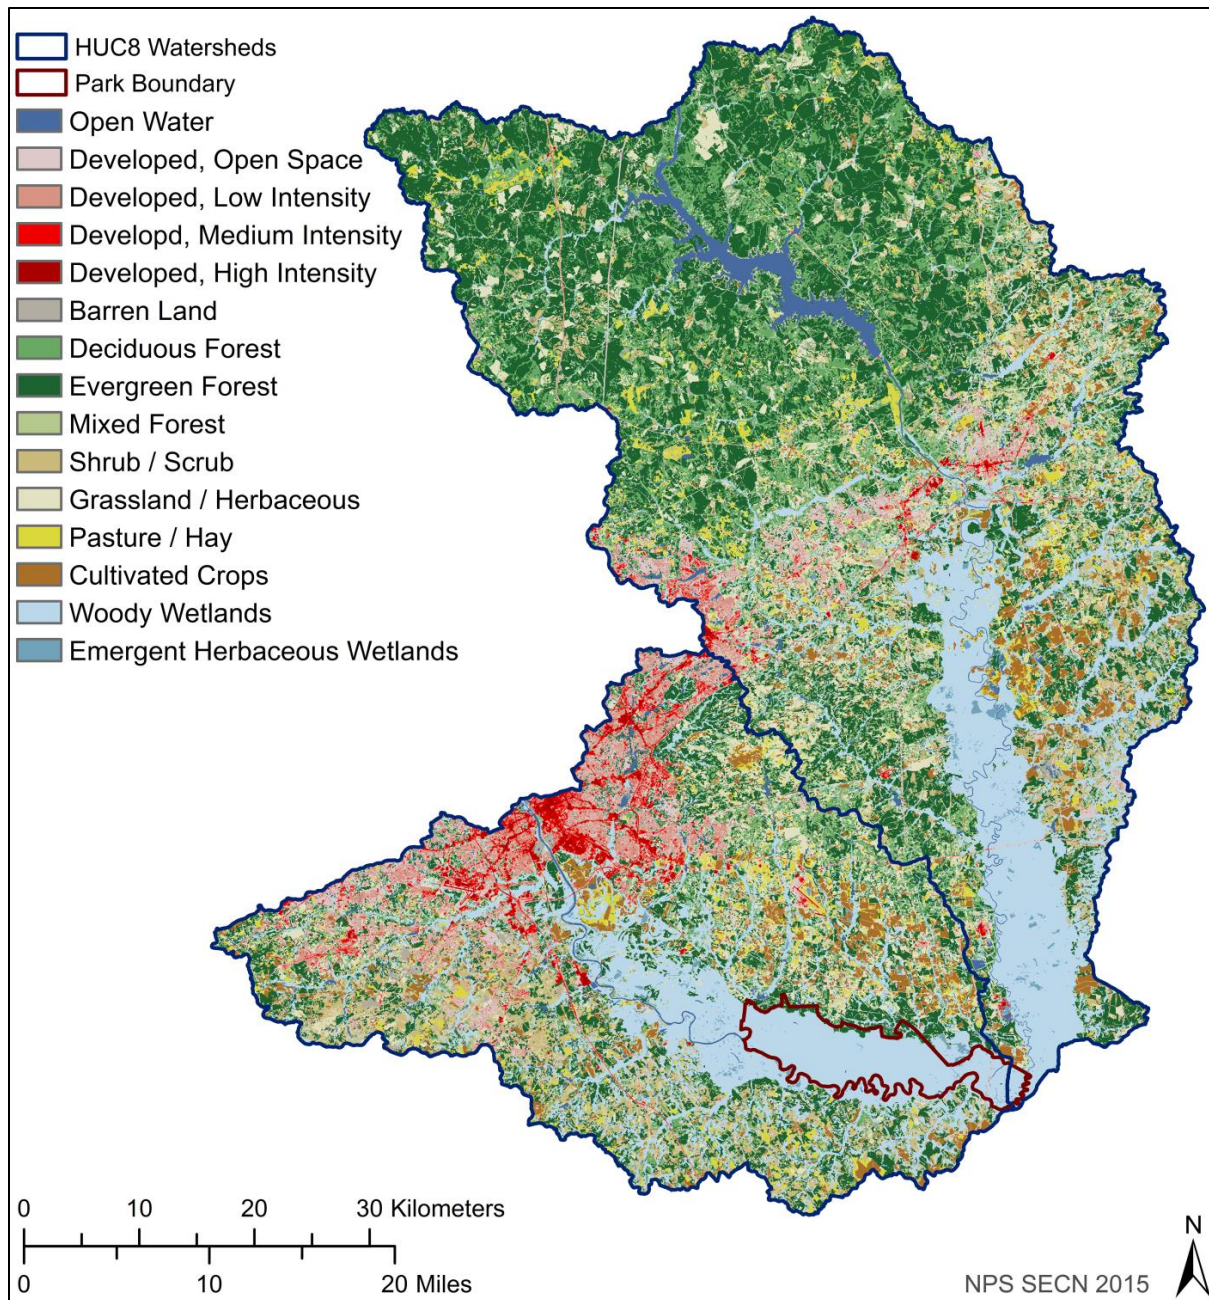 HUC8 Watersheds
Park Boundary
Open Water
Developed, Open Space
Developed, Low Intensity
Developd, Medium Intensity
Developed, High Intensity
Barren Land
Deciduous Forest
Evergreen Forest
Mixed Forest
Shrub / Scrub
Grassland / Herbaceous
Pasture / Hay
Cultivated Crops
Woody Wetlands
Emergent Herbaceous Wetlands
0 10 20 30 Kilometers
0 10 20 Miles
N
NPS SECN 2015